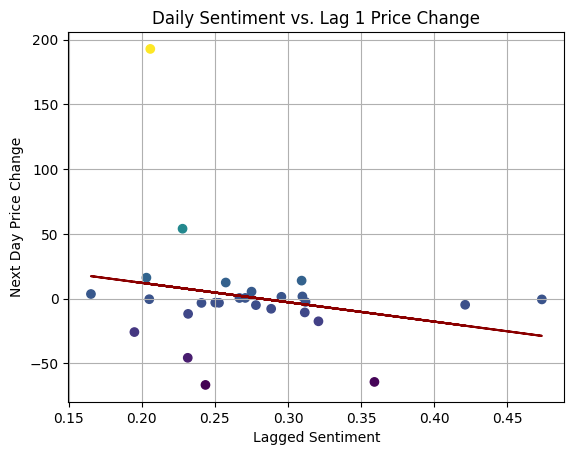 Daily Sentiment vs. Lag 1 Price Change
200
150
100
50
0
−50
Next Day Price Change
0.15 0.20 0.25 0.30 0.35 0.40 0.45
Lagged Sentiment